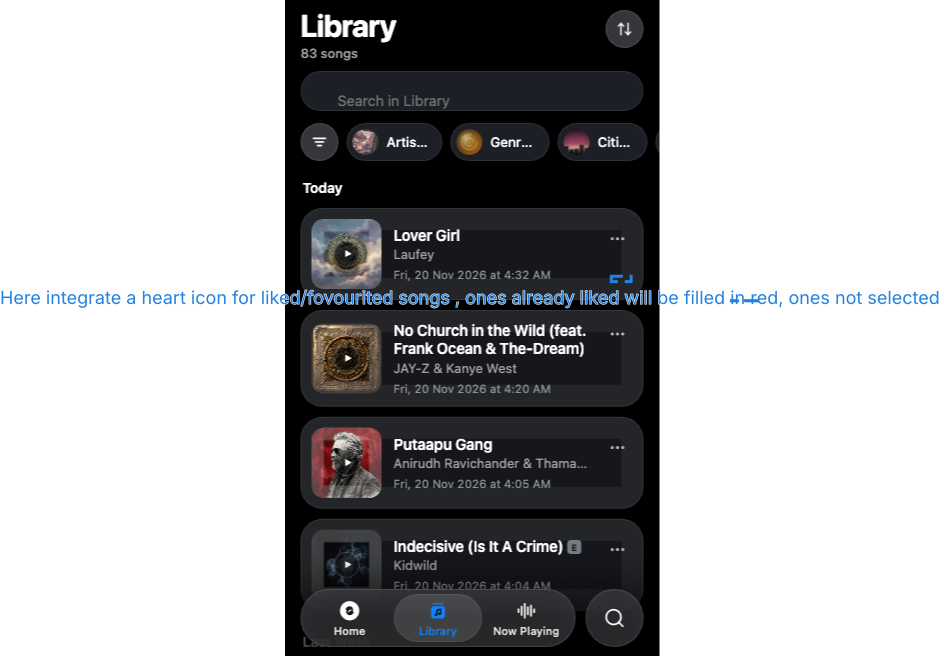 Library
83 songs
Search in Library
Artis... Genr... Citi...
Today
Lover Girl
Laufey
Fri, 20 Nov 2026 at 4:32 AM
Here integrate a heart icon for liked/fovourited songs , ones already liked will be filled in red, ones not selected
No Church in the Wild (feat.
Frank Ocean & The-Dream)
JAY-Z & Kanye West
Fri, 20 Nov 2026 at 4:20 AM
Putaapu Gang
Anirudh Ravichander & Thama...
Fri, 20 Nov 2026 at 4:05 AM
Indecisive (Is It A Crime) E
Kidwild
Fri, 20 Nov 2026 at 4:04 AM
Home Library Now Playing
Last Week